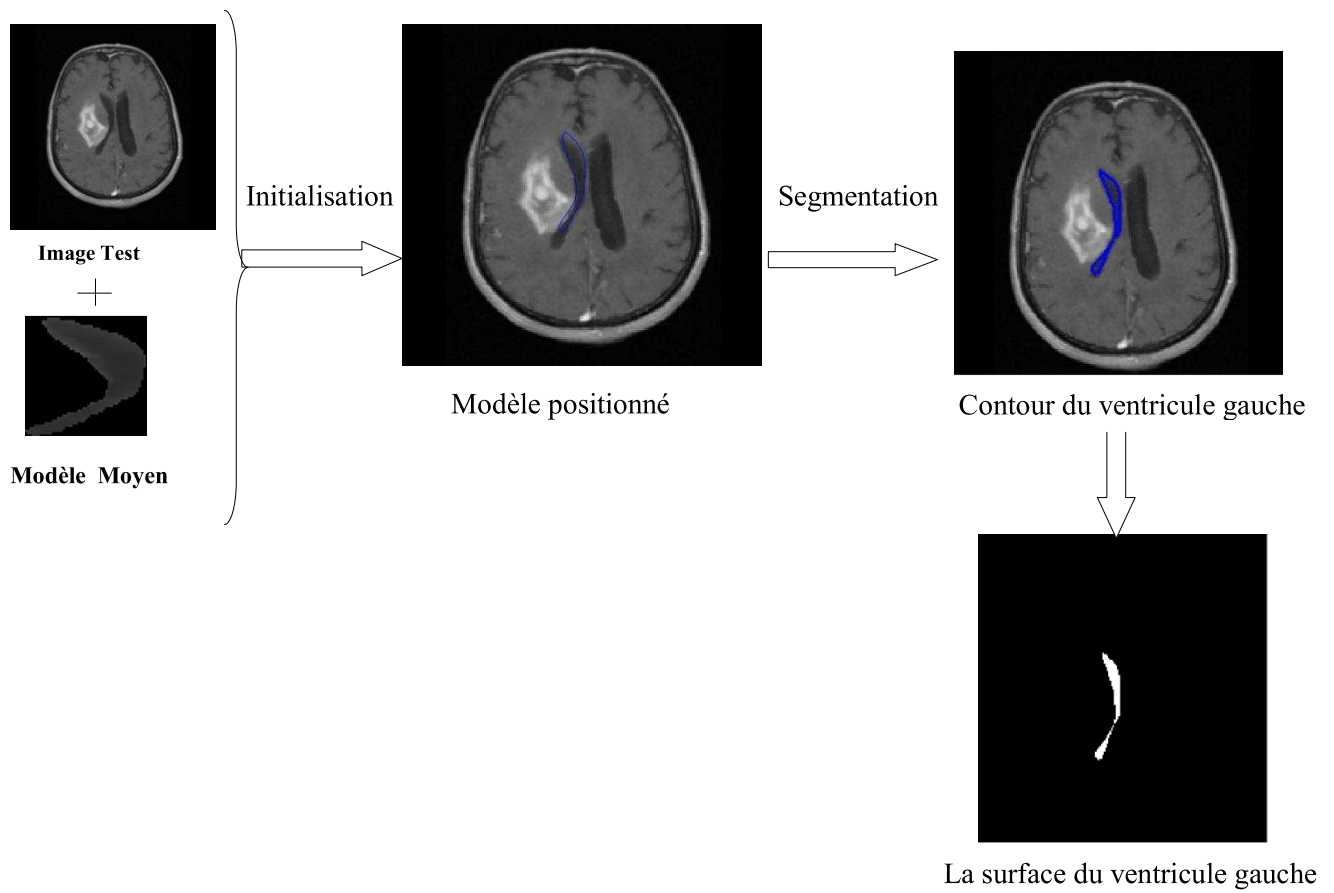 Image Test
Modèle Moyen
Initialisation
Modèle positionné
Segmentation
Contour du ventricule gauche
La surface du ventricule gauche